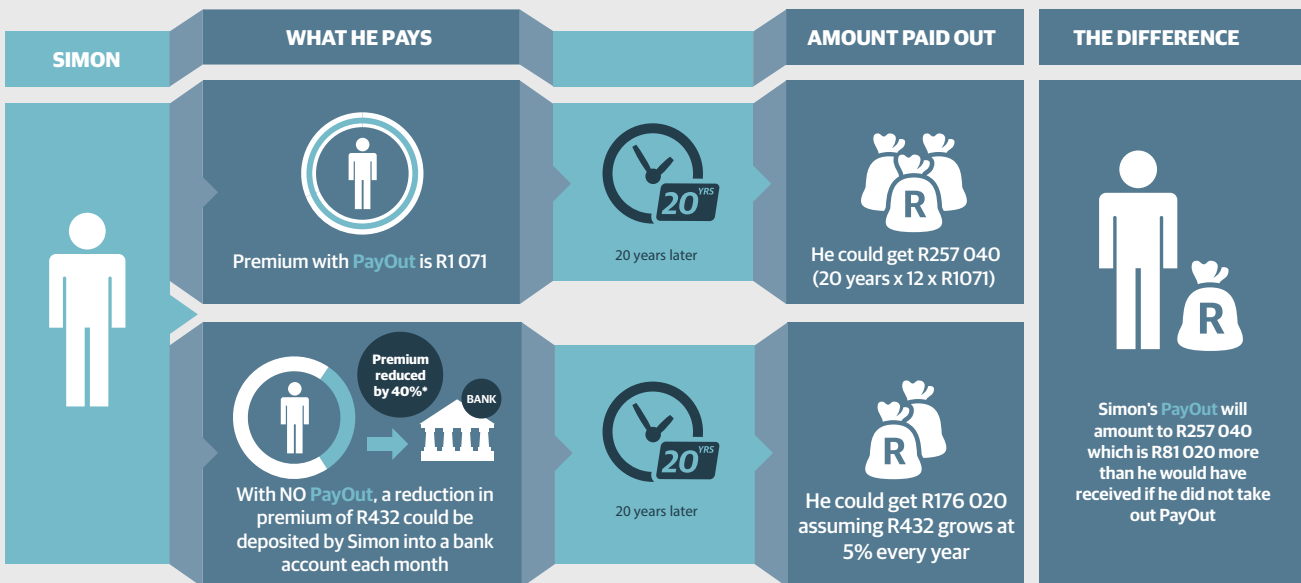 SIMON
WHAT HE PAYS
AMOUNT PAID OUT
THE DIFFERENCE
Premium with PayOut is R1 071
20 YRS
20 years later
R
He could get R257 040
(20 years x 12 x R1071)
Premium
reduced
by 40%*
BANK
With NO PayOut, a reduction in
premium of R432 could be
deposited by Simon into a bank
account each month
20 YRS
20 years later
R
He could get R176 020
assuming R432 grows at
5% every year
R
Simon's PayOut will
amount to R257 040
which is R81 020 more
than he would have
received if he did not take
out PayOut